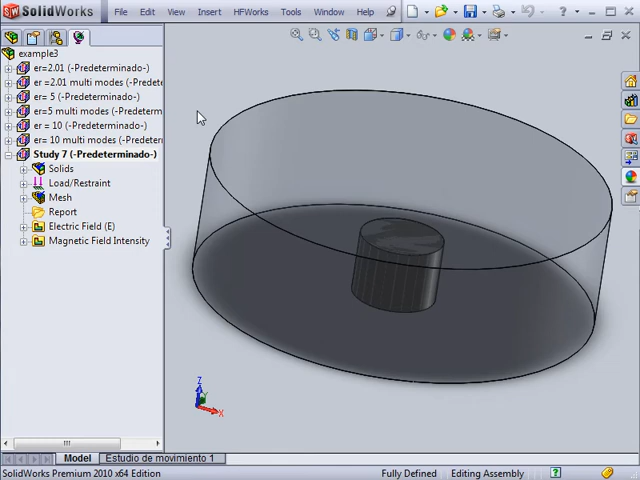 SolidWorks File Edit View Insert HFWorks Tools Window Help
example3
er=2.01 (-Predeterminado-)
er =2.01 multi modes (-Predeter
er= 5 (-Predeterminado-)
er=5 multi modes (-Predetermi
er = 10 (-Predeterminado-)
er= 10 multi modes (-Predeter
Study 7 (-Predeterminado-)
Solids
Load/Restraint
Mesh
Report
Electric Field (E)
Magnetic Field Intensity
Z
Y
X
Model Estudio de movimiento 1
SolidWorks Premium 2010 x64 Edition Fully Defined Editing Assembly